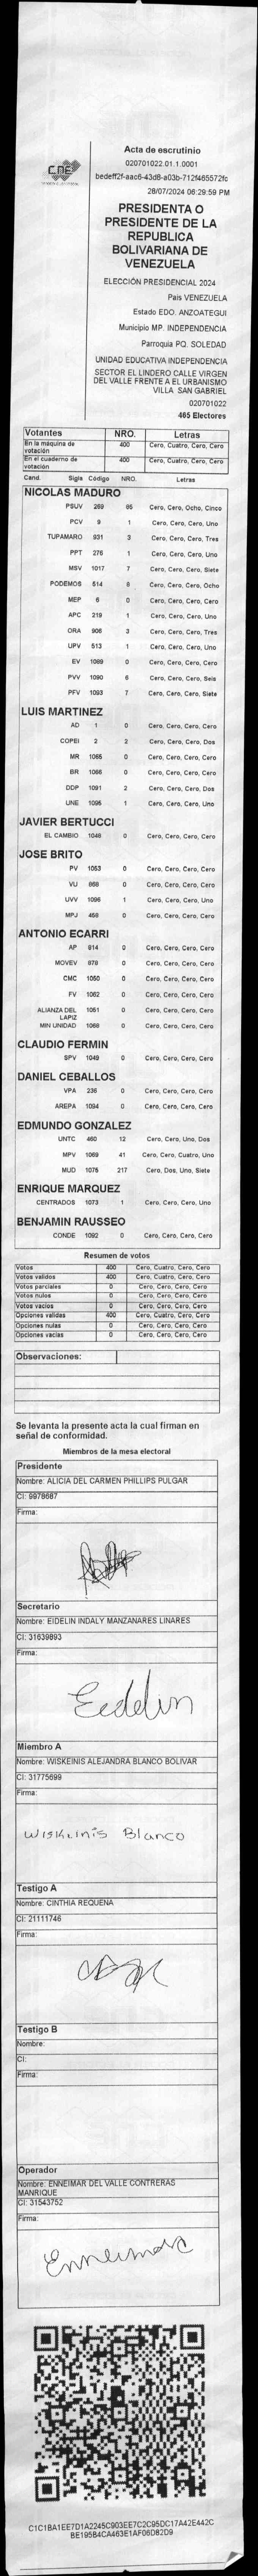 CNE
Acta de escrutinio
020701022.01.1.0001
bedeff2f-aac6-43d6-a03b-712f465572fc
28/07/2024 06:29:59 PM
PRESIDENTA O
PRESIDENTE DE LA
REPUBLICA
BOLIVARIANA DE
VENEZUELA
ELECCIÓN PRESIDENCIAL 2024
País VENEZUELA
Estado EDO. ANZOATEGUI
Municipio MP. INDEPENDENCIA
Parroquia PQ. SOLEDAD
UNIDAD EDUCATIVA INDEPENDENCIA
SECTOR EL LINDERO CALLE VIRGEN
DEL VALLE FRENTE A EL URBANISMO
VILLA SAN GABRIEL
020701022
465 Electores
Votantes NRO. Letras
En la máquina de votación 400 Cero, Cuatro, Cero, Cero
En el cuaderno de votación 400 Cero, Cuatro, Cero, Cero
Cand. Sigla Código NRO. Letras
NICOLAS MADURO
PSUV 269 85 Cero, Cero, Ocho, Cinco
PCV 9 1 Cero, Cero, Cero, Uno
TUPAMARO 931 3 Cero, Cero, Cero, Tres
PPT 276 1 Cero, Cero, Cero, Uno
MSV 1017 7 Cero, Cero, Cero, Siete
PODEMOS 514 8 Cero, Cero, Cero, Ocho
MEP 6 0 Cero, Cero, Cero, Cero
APC 219 1 Cero, Cero, Cero, Uno
ORA 906 3 Cero, Cero, Cero, Tres
UPV 513 1 Cero, Cero, Cero, Uno
EV 1089 0 Cero, Cero, Cero, Cero
PVV 1090 6 Cero, Cero, Cero, Seis
PFV 1093 7 Cero, Cero, Cero, Siete
LUIS MARTINEZ
AD 1 0 Cero, Cero, Cero, Cero
COPEI 2 2 Cero, Cero, Cero, Dos
MR 1065 0 Cero, Cero, Cero, Cero
BR 1066 0 Cero, Cero, Cero, Cero
DDP 1091 2 Cero, Cero, Cero, Dos
UNE 1095 1 Cero, Cero, Cero, Uno
JAVIER BERTUCCI
EL CAMBIO 1048 0 Cero, Cero, Cero, Cero
JOSE BRITO
PV 1053 0 Cero, Cero, Cero, Cero
VU 868 0 Cero, Cero, Cero, Cero
UVV 1096 1 Cero, Cero, Cero, Uno
MPJ 458 0 Cero, Cero, Cero, Cero
ANTONIO ECARRI
AP 814 0 Cero, Cero, Cero, Cero
MOVEV 878 0 Cero, Cero, Cero, Cero
CMC 1050 0 Cero, Cero, Cero, Cero
FV 1062 0 Cero, Cero, Cero, Cero
ALIANZA DEL LAPIZ 1051 0 Cero, Cero, Cero, Cero
MIN UNIDAD 1068 0 Cero, Cero, Cero, Cero
CLAUDIO FERMIN
SPV 1049 0 Cero, Cero, Cero, Cero
DANIEL CEBALLOS
VPA 236 0 Cero, Cero, Cero, Cero
AREPA 1094 0 Cero, Cero, Cero, Cero
EDMUNDO GONZALEZ
UNTC 460 12 Cero, Cero, Uno, Dos
MPV 1069 41 Cero, Cero, Cuatro, Uno
MUD 1075 217 Cero, Dos, Uno, Siete
ENRIQUE MARQUEZ
CENTRADOS 1073 1 Cero, Cero, Cero, Uno
BENJAMIN RAUSSEO
CONDE 1092 0 Cero, Cero, Cero, Cero
Resumen de votos
Votos 400 Cero, Cuatro, Cero, Cero
Votos validos 400 Cero, Cuatro, Cero, Cero
Votos parciales 0 Cero, Cero, Cero, Cero
Votos nulos 0 Cero, Cero, Cero, Cero
Votos vacios 0 Cero, Cero, Cero, Cero
Opciones validas 400 Cero, Cuatro, Cero, Cero
Opciones nulas 0 Cero, Cero, Cero, Cero
Opciones vacias 0 Cero, Cero, Cero, Cero
Observaciones:
Se levanta la presente acta la cual firman en
señal de conformidad.
Miembros de la mesa electoral
Presidente
Nombre: ALICIA DEL CARMEN PHILLIPS PULGAR
CI: 9978687
Firma:
Secretario
Nombre: EIDELIN INDALY MANZANARES LINARES
CI: 31639893
Firma:
Eidelin
Miembro A
Nombre: WISKEINIS ALEJANDRA BLANCO BOLIVAR
CI: 31775699
Firma:
Wiskeinis Blanco
Testigo A
Nombre: CINTHIA REQUENA
CI: 21111746
Firma:
Testigo B
Nombre:
CI:
Firma:
Operador
Nombre: ENNEIMAR DEL VALLE CONTRERAS
MANRIQUE
CI: 31543752
Firma:
Enneimar
C1C1BA1EE7D1A2245C903EE7C2C95DC17A42E442C
BE195B4CA463E1AF06D82D9